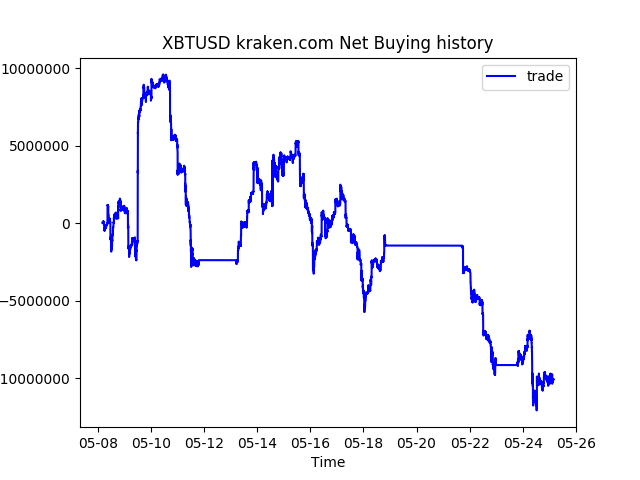 XBTUSD kraken.com Net Buying history
trade
10000000
5000000
0
−5000000
10000000
05-08 05-10 05-12 05-14 05-16 05-18 05-20 05-22 05-24 05-26
Time